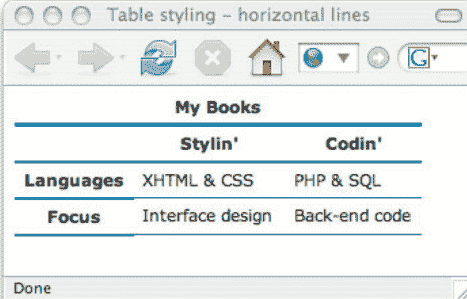 Table styling – horizontal lines
G
My Books
Stylin' Codin'
Languages XHTML & CSS PHP & SQL
Focus Interface design Back-end code
Done